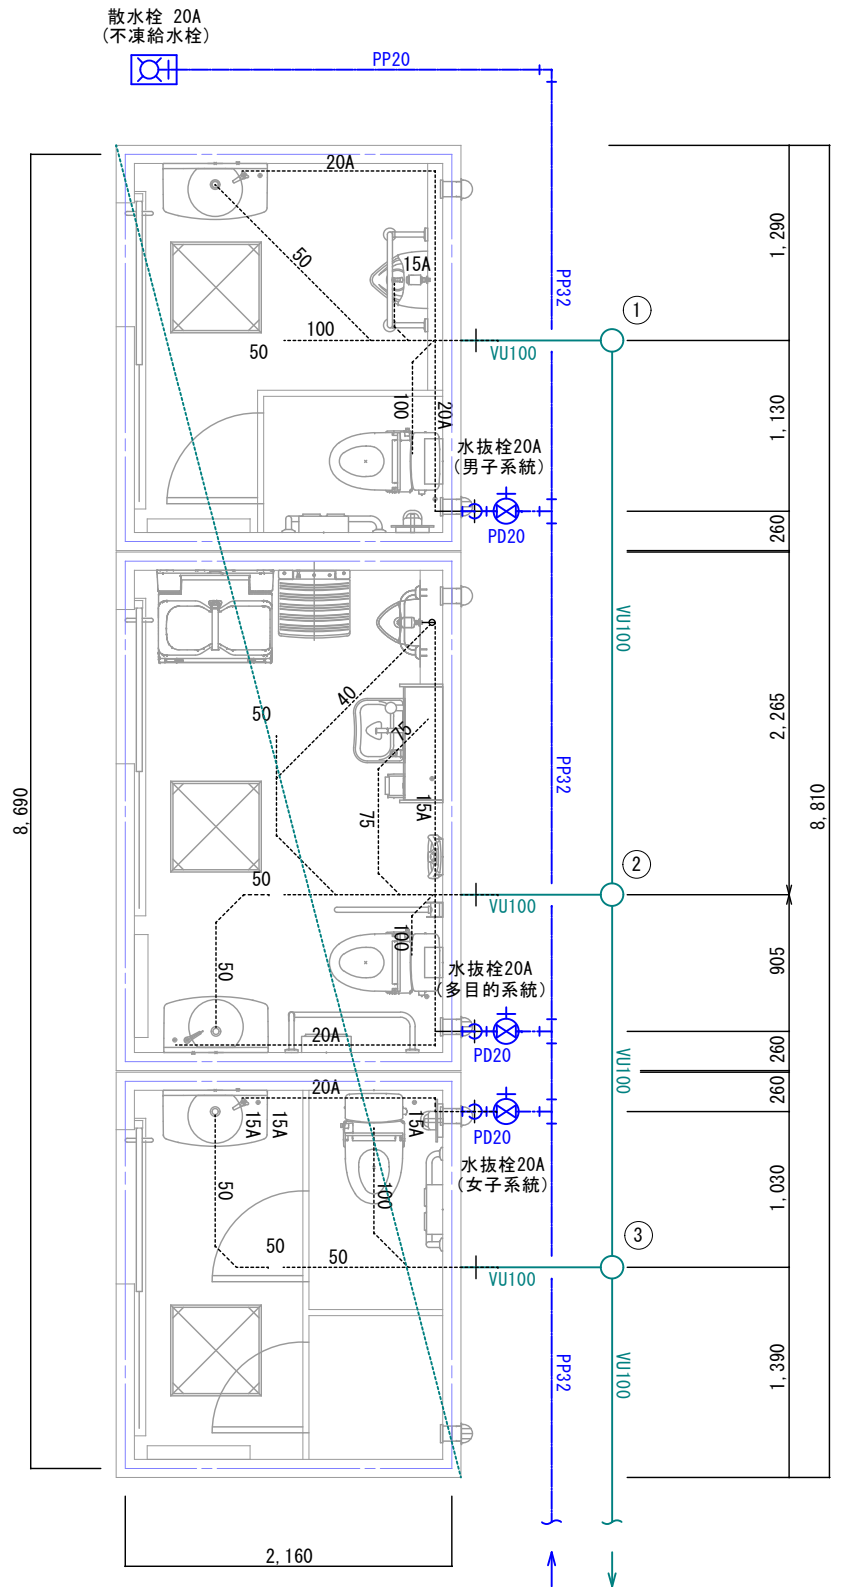 散水栓 20A
(不凍給水栓)
PP20
20A
1,290
50
15A
PP32
①
100
50
VU100
100
20A
1,130
水抜栓20A
(男子系統)
PD20
260
VU100
40
50
75
2,265
15A
75
PP32
8,690
8,810
②
50
VU100
100
50
905
水抜栓20A
(多目的系統)
20A
PD20
VU100
260
20A
260
15A
15A
15A
PD20
水抜栓20A
(女子系統)
50
100
1,030
③
50
50
VU100
PP32
VU100
1,390
2,160